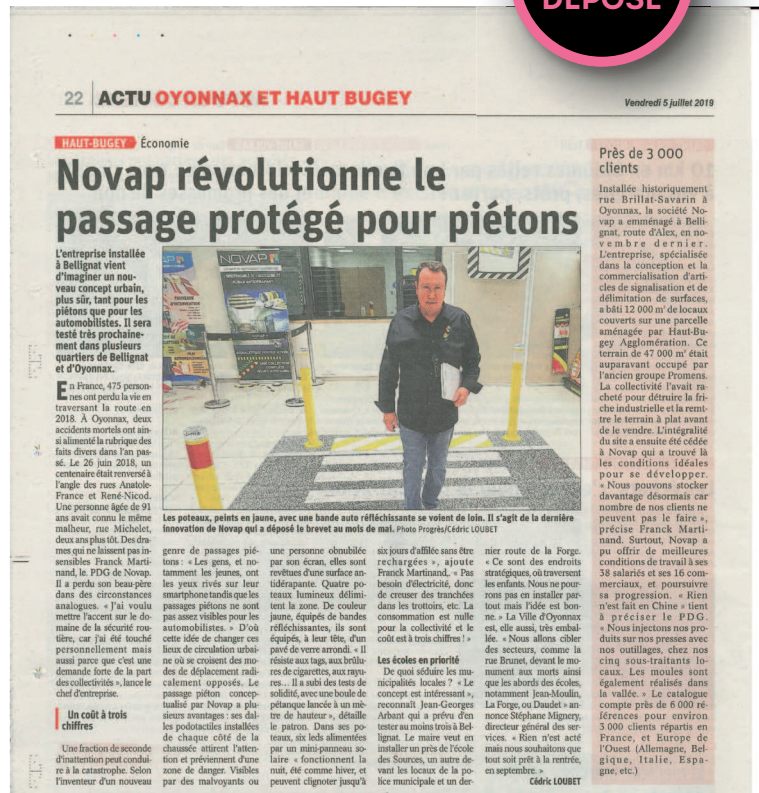 DÉPOSÉ
22 ACTU OYONNAX ET HAUT BUGEY
Vendredi 5 juillet 2019
HAUT-BUGEY Économie
Novap révolutionne le
passage protégé pour piétons
L'entreprise installée
à Bellignat vient
d'imaginer un nou-
veau concept urbain,
plus sûr, tant pour les
piétons que pour les
automobilistes. Il sera
testé très prochaine-
ment dans plusieurs
quartiers de Bellignat
et d'Oyonnax.
En France, 475 person-
nes ont perdu la vie en
traversant la route en
2018. À Oyonnax, deux
accidents mortels ont ain-
si alimenté la rubrique des
faits divers dans l'an pas-
sé. Le 26 juin 2018, un
centenaire était renversé à
l'angle des rues Anatole-
France et René-Nicod.
Une personne âgée de 91
ans avait connu le même
malheur, rue Michelet,
deux ans plus tôt. Des dra-
mes qui ne laissent pas in-
sensibles Franck Marti-
nand, le PDG de Novap.
Il a perdu son beau-père
dans des circonstances
analogues. « J'ai voulu
mettre l'accent sur le do-
maine de la sécurité rou-
tière, car j'ai été touché
personnellement mais
aussi parce que c'est une
demande forte de la part
des collectivités », lance le
chef d'entreprise.
Un coût à trois
chiffres
Une fraction de seconde
d'inattention peut condui-
re à la catastrophe. Selon
l'inventeur d'un nouveau
NOVAP
Les poteaux, peints en jaune, avec une bande auto réfléchissante se voient de loin. Il s'agit de la dernière
innovation de Novap qui a déposé le brevet au mois de mai. Photo Progrès/Cédric LOUBET
genre de passages pié-
tons : « Les gens, et no-
tamment les jeunes, ont
les yeux rivés sur leur
smartphone tandis que les
passages piétons ne sont
pas assez visibles pour les
automobilistes. » D'où
cette idée de changer ces
lieux de circulation urbai-
ne où se croisent des mo-
des de déplacement radi-
calement opposés. Le
passage piéton concep-
tualisé par Novap a plu-
sieurs avantages : ses dal-
les podotactiles installées
de chaque côté de la
chaussée attirent l'atten-
tion et préviennent d'une
zone de danger. Visibles
par des malvoyants ou
une personne obnubilée
par son écran, elles sont
revêtues d'une surface an-
tidérapante. Quatre po-
teaux lumineux délimi-
tent la zone. De couleur
jaune, équipés de bandes
réfléchissantes, ils sont
équipés, à leur tête, d'un
pavé de verre arrondi. « Il
résiste aux tags, aux brûlu-
res de cigarettes, aux rayu-
res… Il a subi des tests de
solidité, avec une boule de
pétanque lancée à un mè-
tre de hauteur », détaille
le patron. Dans ses po-
teaux, six leds alimentées
par un mini-panneau so-
laire « fonctionnent la
nuit, été comme hiver, et
peuvent clignoter jusqu'à
six jours d'affilée sans être
rechargées », ajoute
Franck Martinand, « Pas
besoin d'électricité, donc
de creuser des tranchées
dans les trottoirs, etc. La
consommation est nulle
pour la collectivité et le
coût est à trois chiffres ! »
Les écoles en priorité
De quoi séduire les mu-
nicipalités locales ? « Le
concept est intéressant »,
reconnaît Jean-Georges
Arbant qui a prévu d'en
tester au moins trois à Bel-
lignat. Le maire veut en
installer un près de l'école
des Sources, un autre de-
vant les locaux de la po-
lice municipale et un der-
nier route de la Forge.
« Ce sont des endroits
stratégiques, où traversent
les enfants. Nous ne pour-
rons pas en installer par-
tout mais l'idée est bon-
ne. » La Ville d'Oyonnax
est, elle aussi, très embal-
lée. « Nous allons cibler
des secteurs, comme la
rue Brunet, devant le mo-
nument aux morts ainsi
que les abords des écoles,
notamment Jean-Moulin,
La Forge, ou Daudet » an-
nonce Stéphane Mignery,
directeur général des ser-
vices. « Rien n'est acté
mais nous souhaitons que
tout soit prêt à la rentrée,
en septembre. »
Cédric LOUBET
Près de 3 000
clients
Installée historiquement
rue Brillat-Savarin à
Oyonnax, la société No-
vap a emménagé à Belli-
gnat, route d'Alex, en no-
vembre dernier.
L'entreprise, spécialisée
dans la conception et la
commercialisation d'arti-
cles de signalisation et de
délimitation de surfaces,
a bâti 12 000 m² de locaux
couverts sur une parcelle
aménagée par Haut-Bu-
gey Agglomération. Ce
terrain de 47 000 m² était
auparavant occupé par
l'ancien groupe Promens.
La collectivité l'avait ra-
cheté pour détruire la fri-
che industrielle et la remt-
tre le terrain à plat avant
de le vendre. L'intégralité
du site a ensuite été cédée
à Novap qui a trouvé là
les conditions idéales
pour se développer.
« Nous pouvons stocker
davantage désormais car
nombre de nos clients ne
peuvent pas le faire »,
précise Franck Marti-
nand. Surtout, Novap a
pu offrir de meilleures
conditions de travail à ses
38 salariés et ses 16 com-
merciaux, et poursuivre
sa progression. « Rien
n'est fait en Chine » tient
à préciser le PDG.
« Nous injectons nos pro-
duits sur nos presses avec
nos outillages, chez nos
cinq sous-traitants lo-
caux. Les moules sont
également réalisés dans
la vallée. » Le catalogue
compte près de 6 000 ré-
férences pour environ
3 000 clients répartis en
France, et Europe de
l'Ouest (Allemagne, Bel-
gique, Italie, Espa-
gne, etc.)